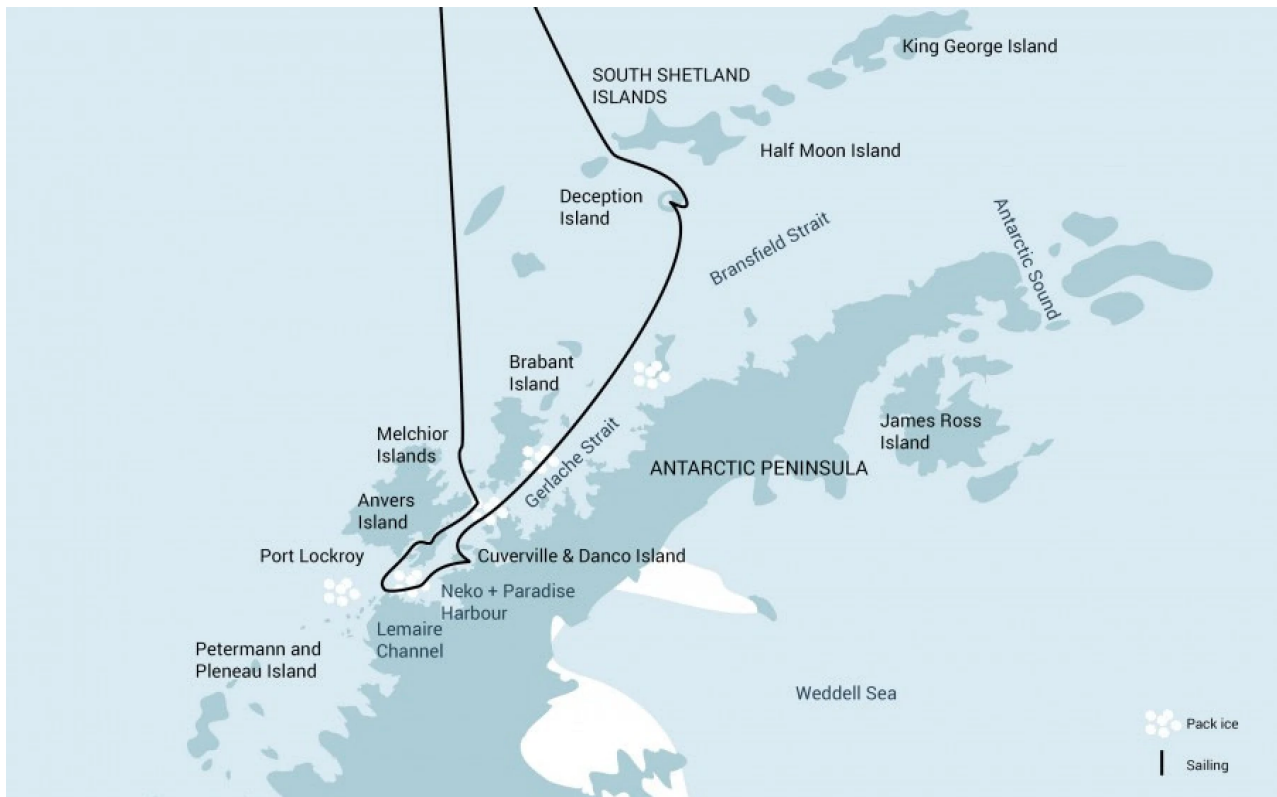 King George Island
SOUTH SHETLAND
ISLANDS
Half Moon Island
Deception
Island
Bransfield Strait
Antarctic Sound
Brabant
Island
Melchior
Islands
James Ross
Island
Gerlache Strait
ANTARCTIC PENINSULA
Anvers
Island
Port Lockroy
Cuverville & Danco Island
Neko + Paradise
Harbour
Lemaire
Channel
Petermann and
Pleneau Island
Weddell Sea
Pack ice
Sailing